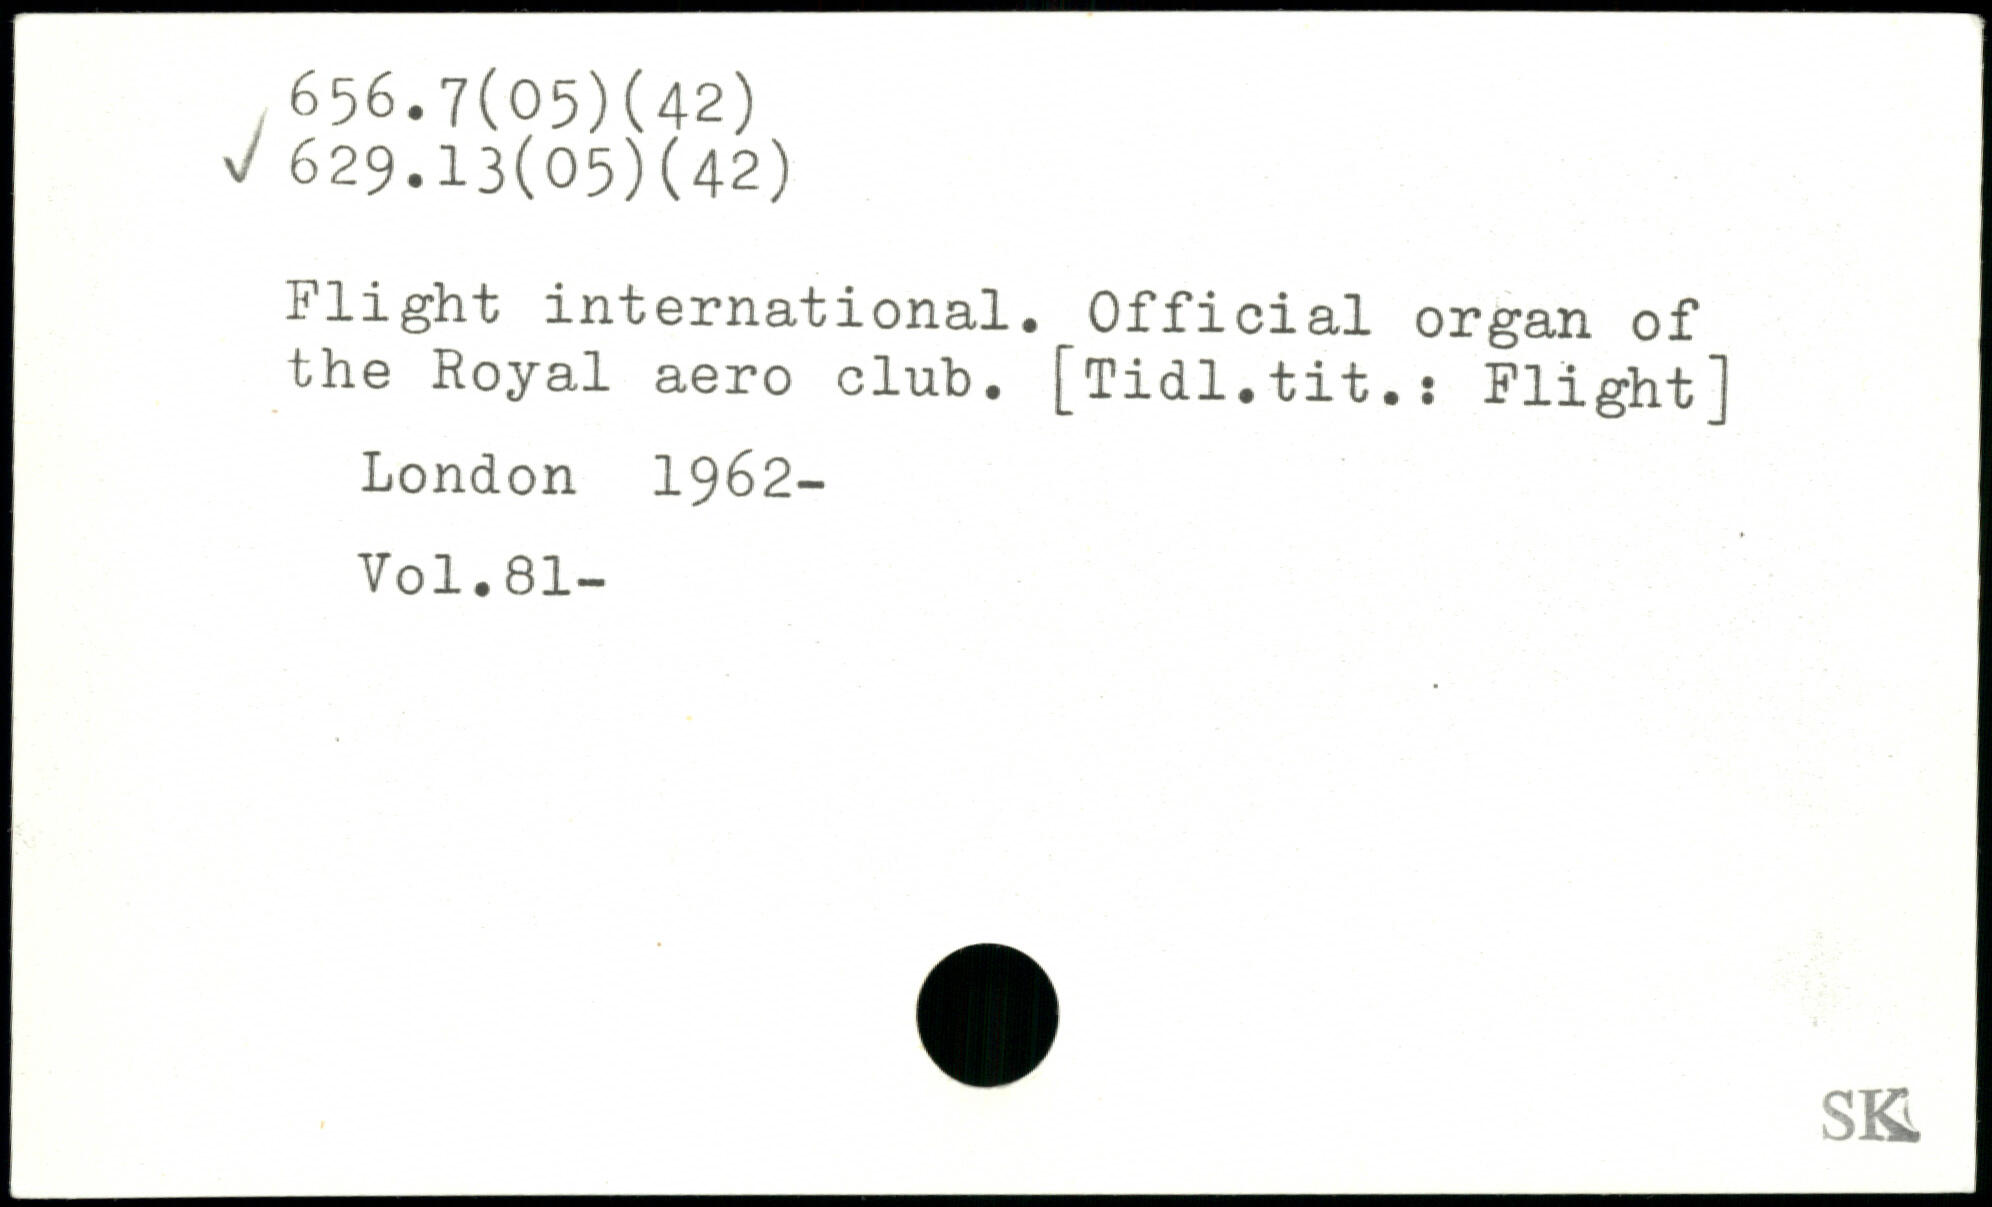 656.7(05)(42)
✓ 629.13(05)(42)
Flight international. Official organ of
the Royal aero club. [Tidl.tit.: Flight]
London 1962-
Vol.81-
SK